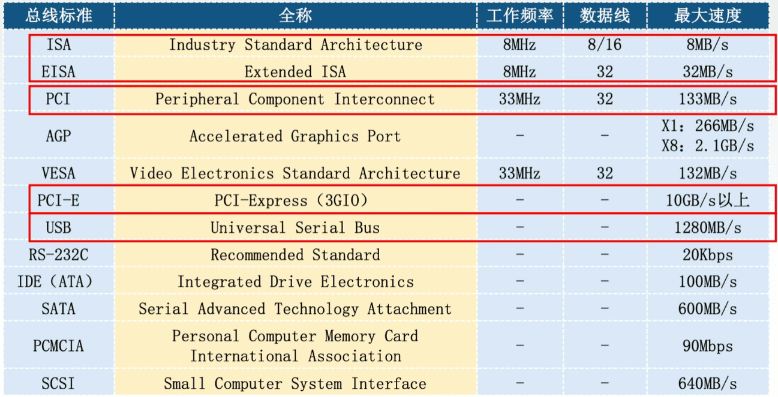 总线标准 全称 工作频率 数据线 最大速度
ISA Industry Standard Architecture 8MHz 8/16 8MB/s
EISA Extended ISA 8MHz 32 32MB/s
PCI Peripheral Component Interconnect 33MHz 32 133MB/s
AGP Accelerated Graphics Port - - X1：266MB/s
X8：2.1GB/s
VESA Video Electronics Standard Architecture 33MHz 32 132MB/s
PCI-E PCI-Express（3GIO） - - 10GB/s以上
USB Universal Serial Bus - - 1280MB/s
RS-232C Recommended Standard - - 20Kbps
IDE（ATA） Integrated Drive Electronics - - 100MB/s
SATA Serial Advanced Technology Attachment - - 600MB/s
PCMCIA Personal Computer Memory Card
International Association - - 90Mbps
SCSI Small Computer System Interface - - 640MB/s